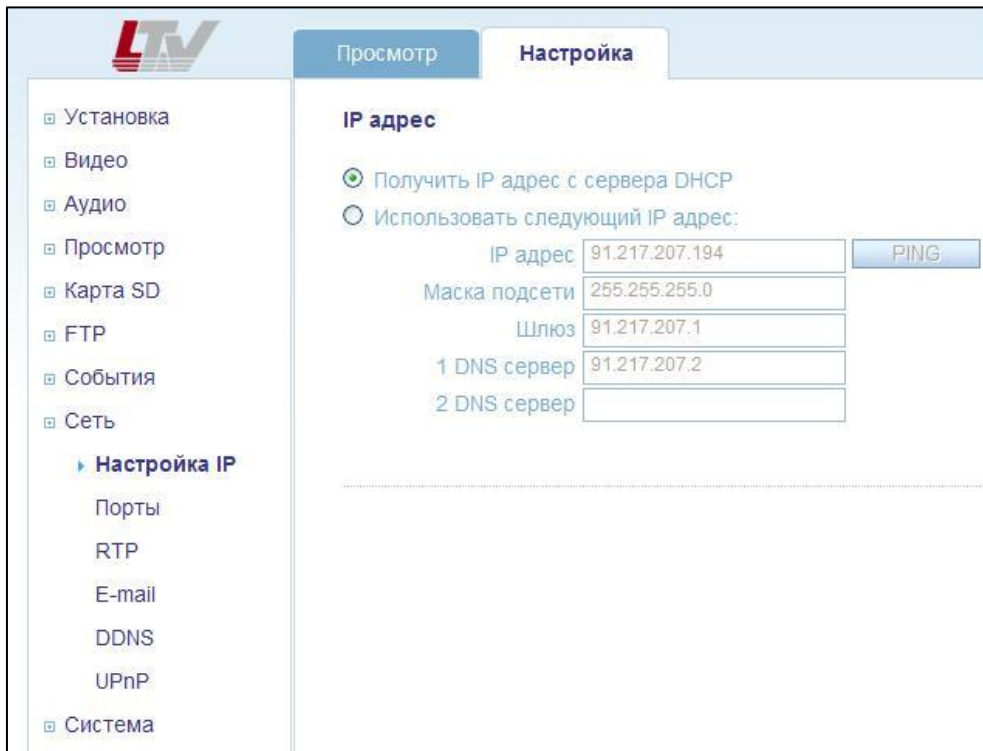 LTV
Просмотр
Настройка
Установка
Видео
Аудио
Просмотр
Карта SD
FTP
События
Сеть
Настройка IP
Порты
RTP
E-mail
DDNS
UPnP
Система
IP адрес
Получить IP адрес с сервера DHCP
Использовать следующий IP адрес:
IP адрес 91.217.207.194 PING
Маска подсети 255.255.255.0
Шлюз 91.217.207.1
1 DNS сервер 91.217.207.2
2 DNS сервер